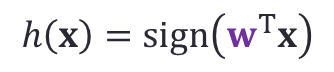 h(x) = sign(wᵀx)